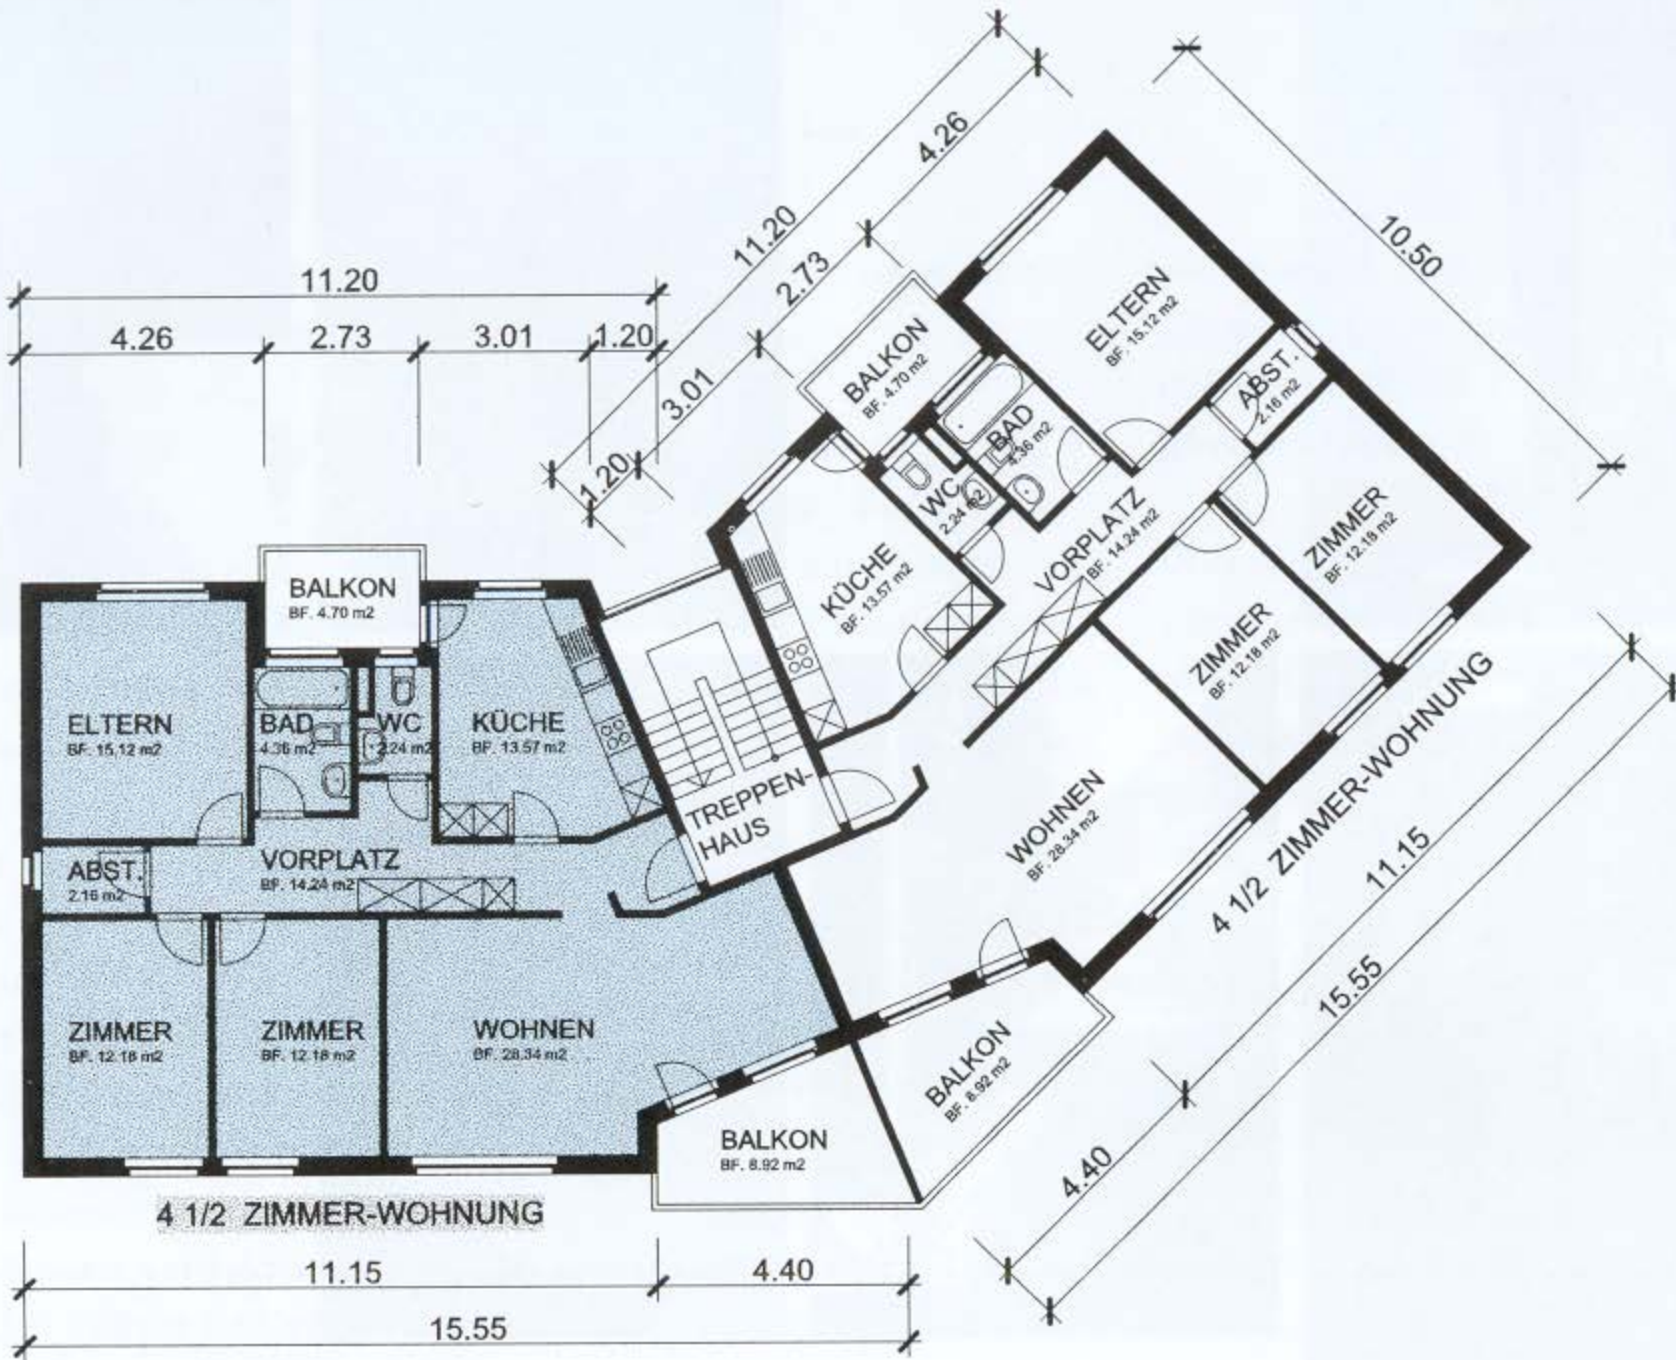 11.20
4.26
2.73
3.01
1.20
11.20
4.26
2.73
3.01
1.20
10.50
BALKON
BF. 4.70 m2
ELTERN
BF. 15.12 m2
BAD
4.36 m2
WC
2.24 m2
KÜCHE
BF. 13.57 m2
ABST.
2.16 m2
VORPLATZ
BF. 14.24 m2
ZIMMER
BF. 12.18 m2
ZIMMER
BF. 12.18 m2
WOHNEN
BF. 28.34 m2
BALKON
BF. 8.92 m2
4 1/2 ZIMMER-WOHNUNG
11.15
4.40
15.55
TREPPEN-
HAUS
BALKON
BF. 4.70 m2
ELTERN
BF. 15.12 m2
ABST.
2.16 m2
BAD
4.36 m2
WC
2.24 m2
KÜCHE
BF. 13.57 m2
VORPLATZ
BF. 14.24 m2
ZIMMER
BF. 12.18 m2
ZIMMER
BF. 12.18 m2
WOHNEN
BF. 28.34 m2
BALKON
BF. 8.92 m2
4 1/2 ZIMMER-WOHNUNG
11.15
15.55
4.40